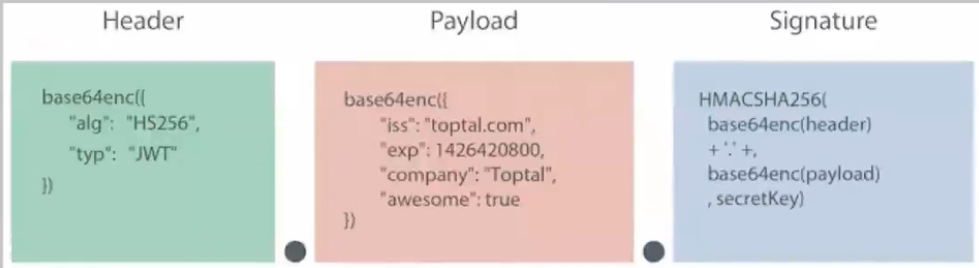 Header
Payload
Signature
base64enc({
"alg": "HS256",
"typ": "JWT"
})
base64enc({
"iss": "toptal.com",
"exp": 1426420800,
"company": "Toptal",
"awesome": true
})
HMACSHA256(
base64enc(header)
+ '.' +,
base64enc(payload)
, secretKey)